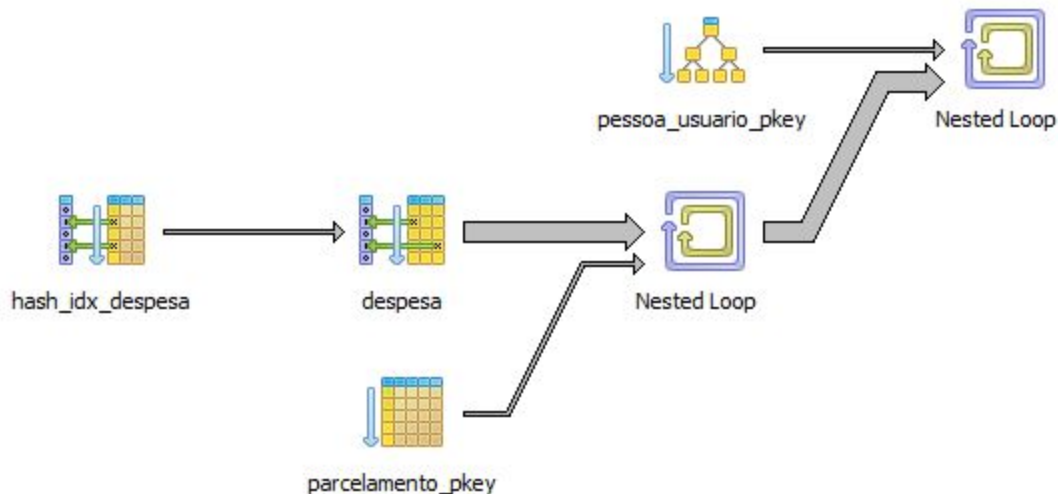 pessoa_usuario_pkey
Nested Loop
hash_idx_despesa
despesa
Nested Loop
parcelamento_pkey